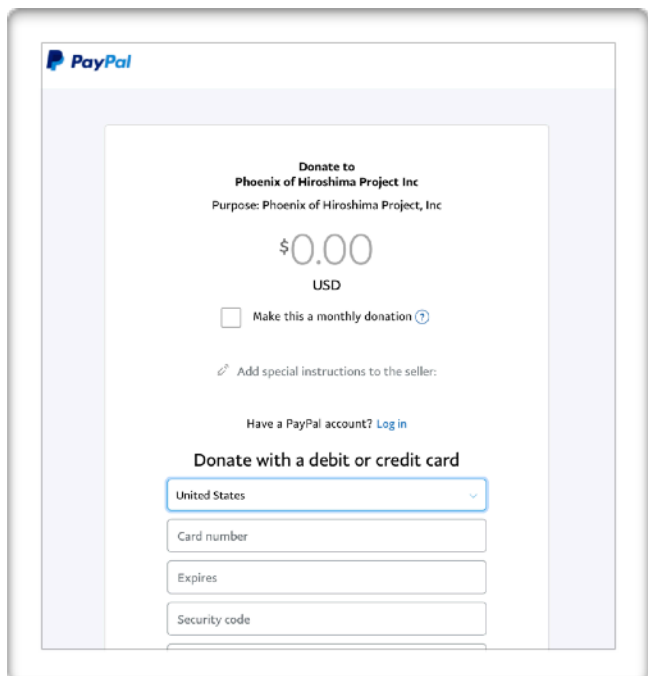 PayPal
Donate to
Phoenix of Hiroshima Project Inc
Purpose: Phoenix of Hiroshima Project, Inc
$0.00
USD
Make this a monthly donation ?
Add special instructions to the seller:
Have a PayPal account? Log in
Donate with a debit or credit card
United States
Card number
Expires
Security code